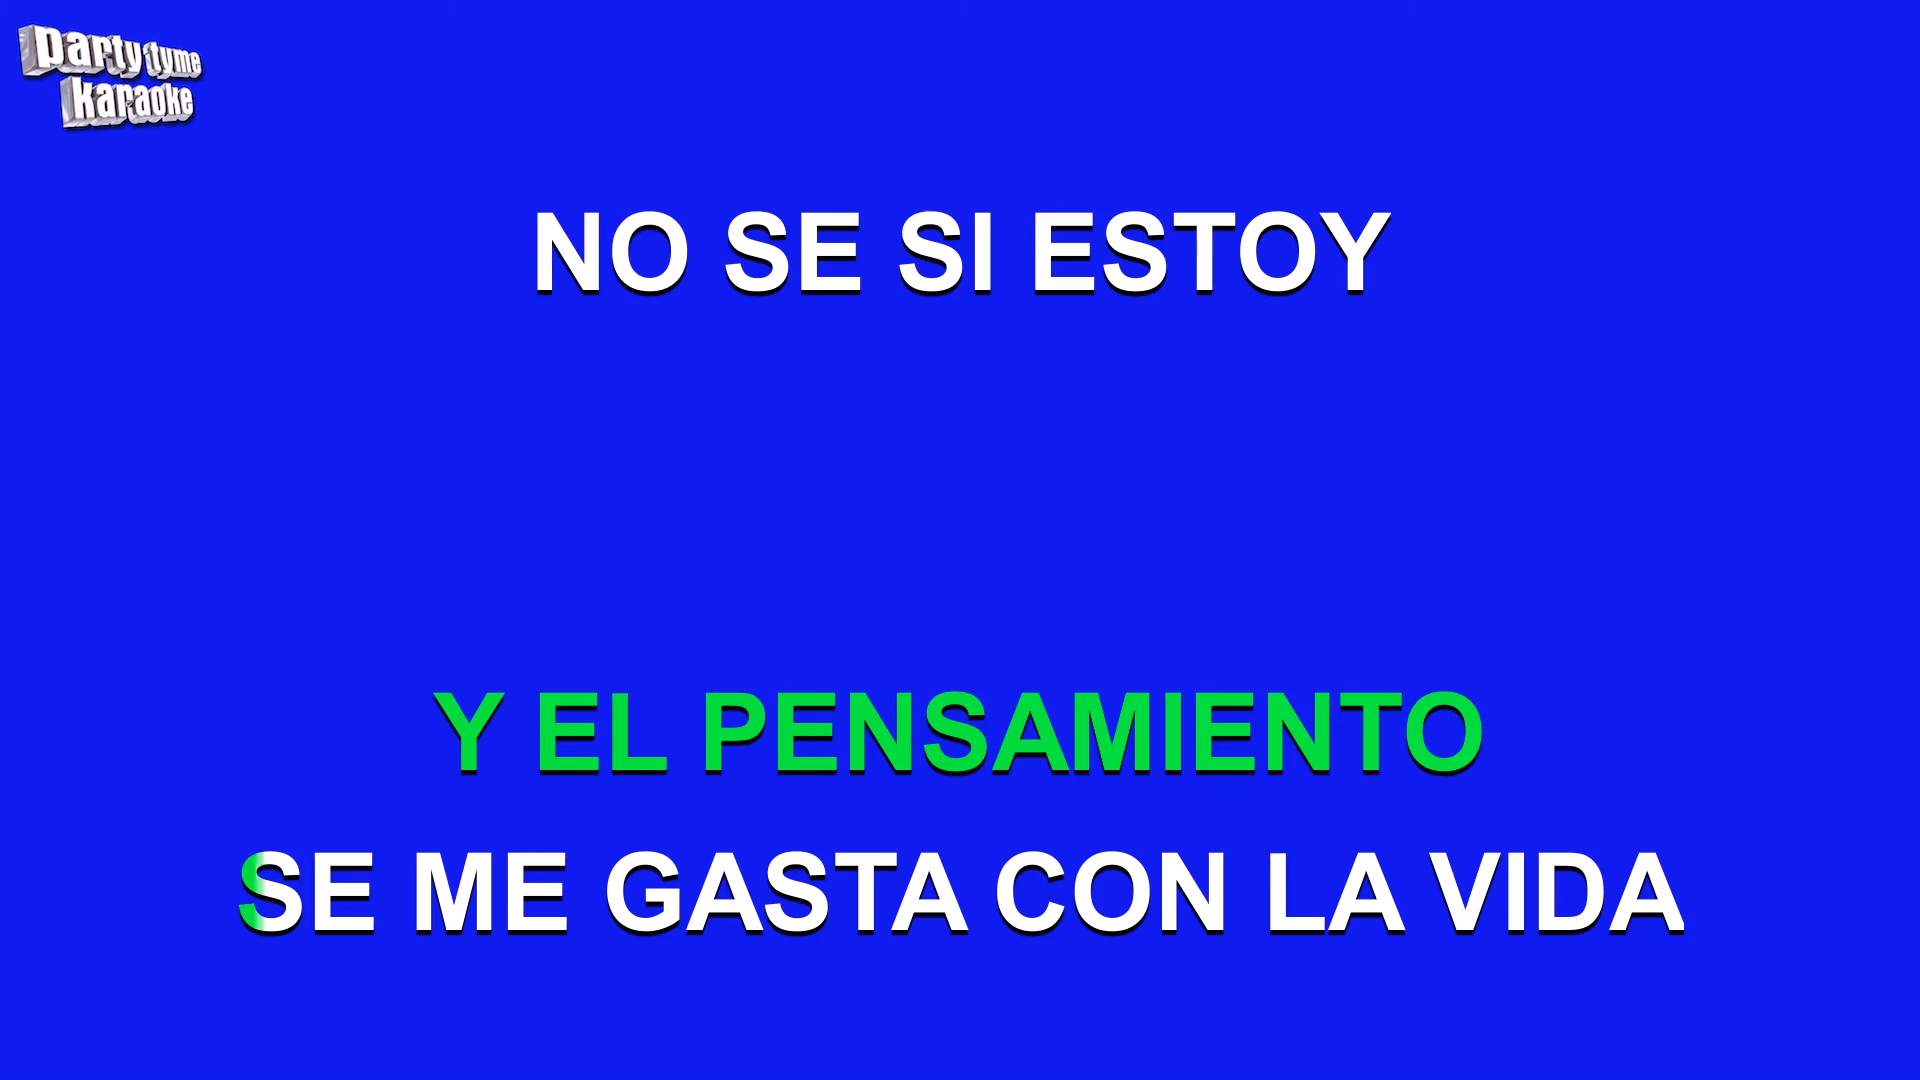 party tyme
karaoke
NO SE SI ESTOY
Y EL PENSAMIENTO
SE ME GASTA CON LA VIDA